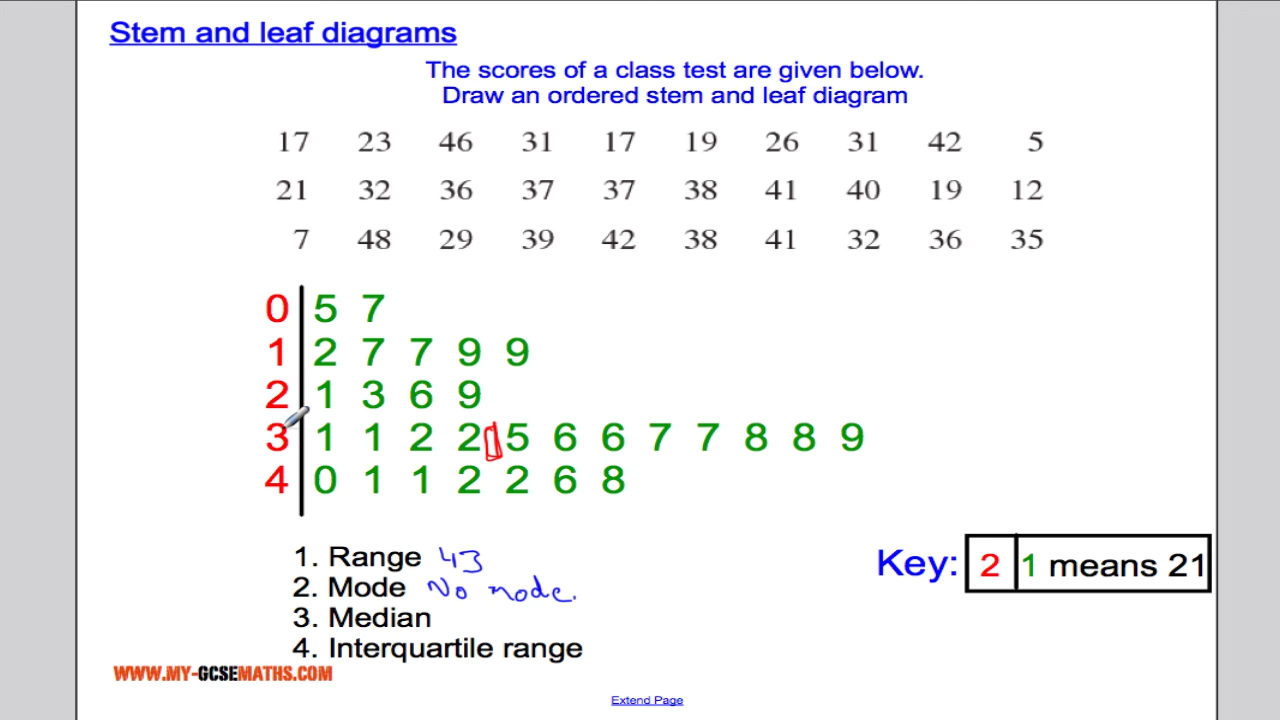 Stem and leaf diagrams
The scores of a class test are given below.
Draw an ordered stem and leaf diagram
17 23 46 31 17 19 26 31 42 5
21 32 36 37 37 38 41 40 19 12
7 48 29 39 42 38 41 32 36 35
0 5 7
1 2 7 7 9 9
2 1 3 6 9
3 1 1 2 2 5 6 6 7 7 8 8 9
4 0 1 1 2 2 6 8
1. Range 43
2. Mode No mode.
3. Median
4. Interquartile range
Key: 2 1 means 21
WWW.MY-GCSEMATHS.COM
Extend Page